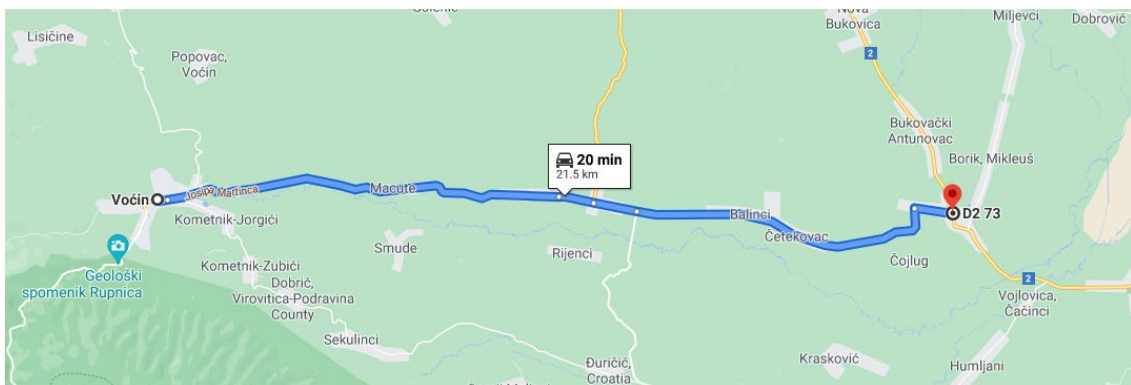 Lisičine
Popovac,
Voćin
Voćin
Josipa Martinca
Kometnik-Jorgići
Geološki
spomenik Rupnica
Kometnik-Zubići
Dobrić,
Virovitica-Podravina
County
Sekulinci
Macute
Smude
20 min
21.5 km
Rijenci
Đuričić,
Croatia
Balinci
Četekovac
Nova
Bukovica
2
Miljevci
Dobrović
Bukovački
Antunovac
Borik, Mikleuš
D2 73
Čojlug
2
Vojlovica,
Čačinci
Krasković
Humljani